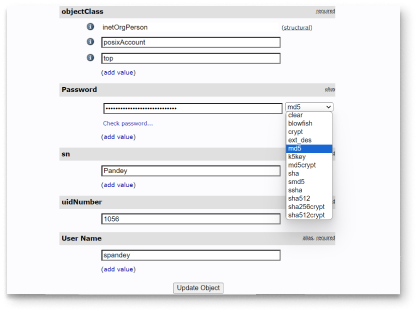 objectClass required
inetOrgPerson (structural)
posixAccount
top
(add value)
Password alias
•••••••••••••••••••••••••••••• md5
Check password...
(add value)
clear
blowfish
crypt
ext_des
md5
k5key
md5crypt
sha
smd5
ssha
sha512
sha256crypt
sha512crypt
sn
Pandey
(add value)
uidNumber
1056
User Name alias, required
spandey
(add value)
Update Object